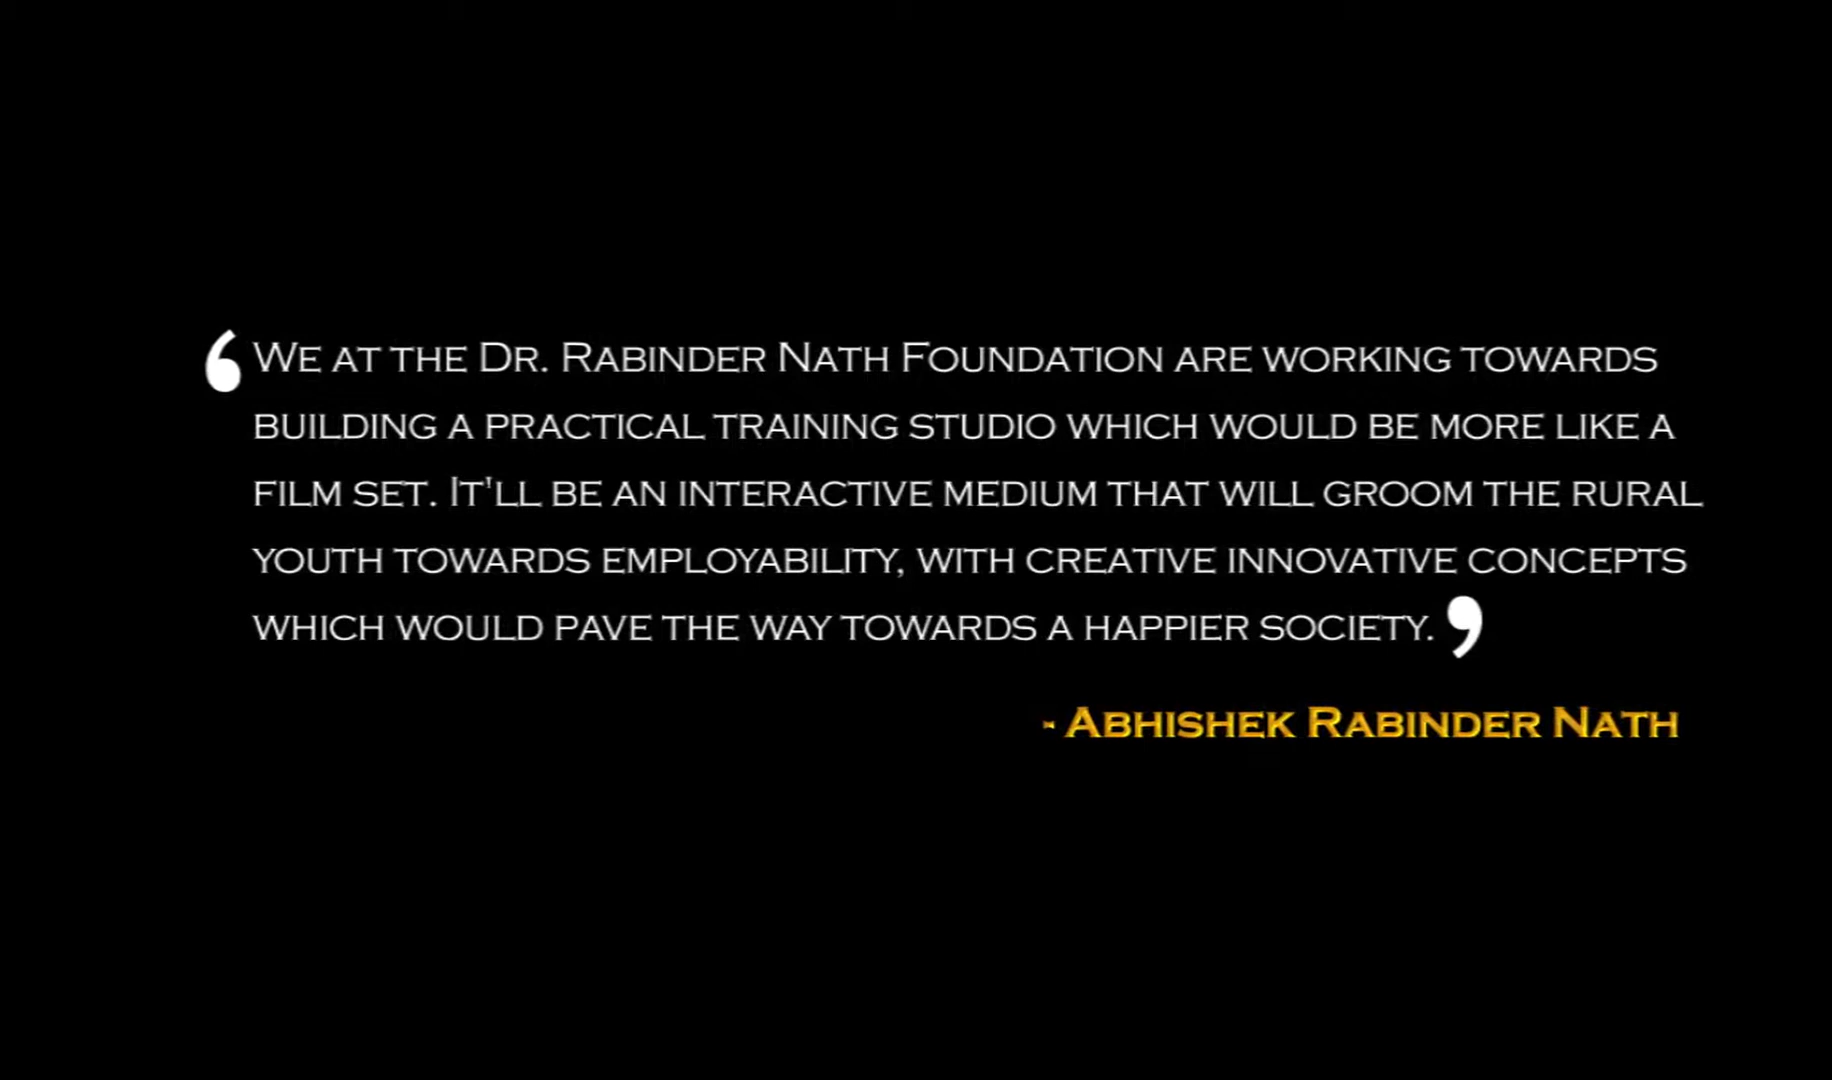 ‘We at the Dr. Rabinder Nath Foundation are working towards
building a practical training studio which would be more like a
film set. It'll be an interactive medium that will groom the rural
youth towards employability, with creative innovative concepts
which would pave the way towards a happier society.’
- Abhishek Rabinder Nath